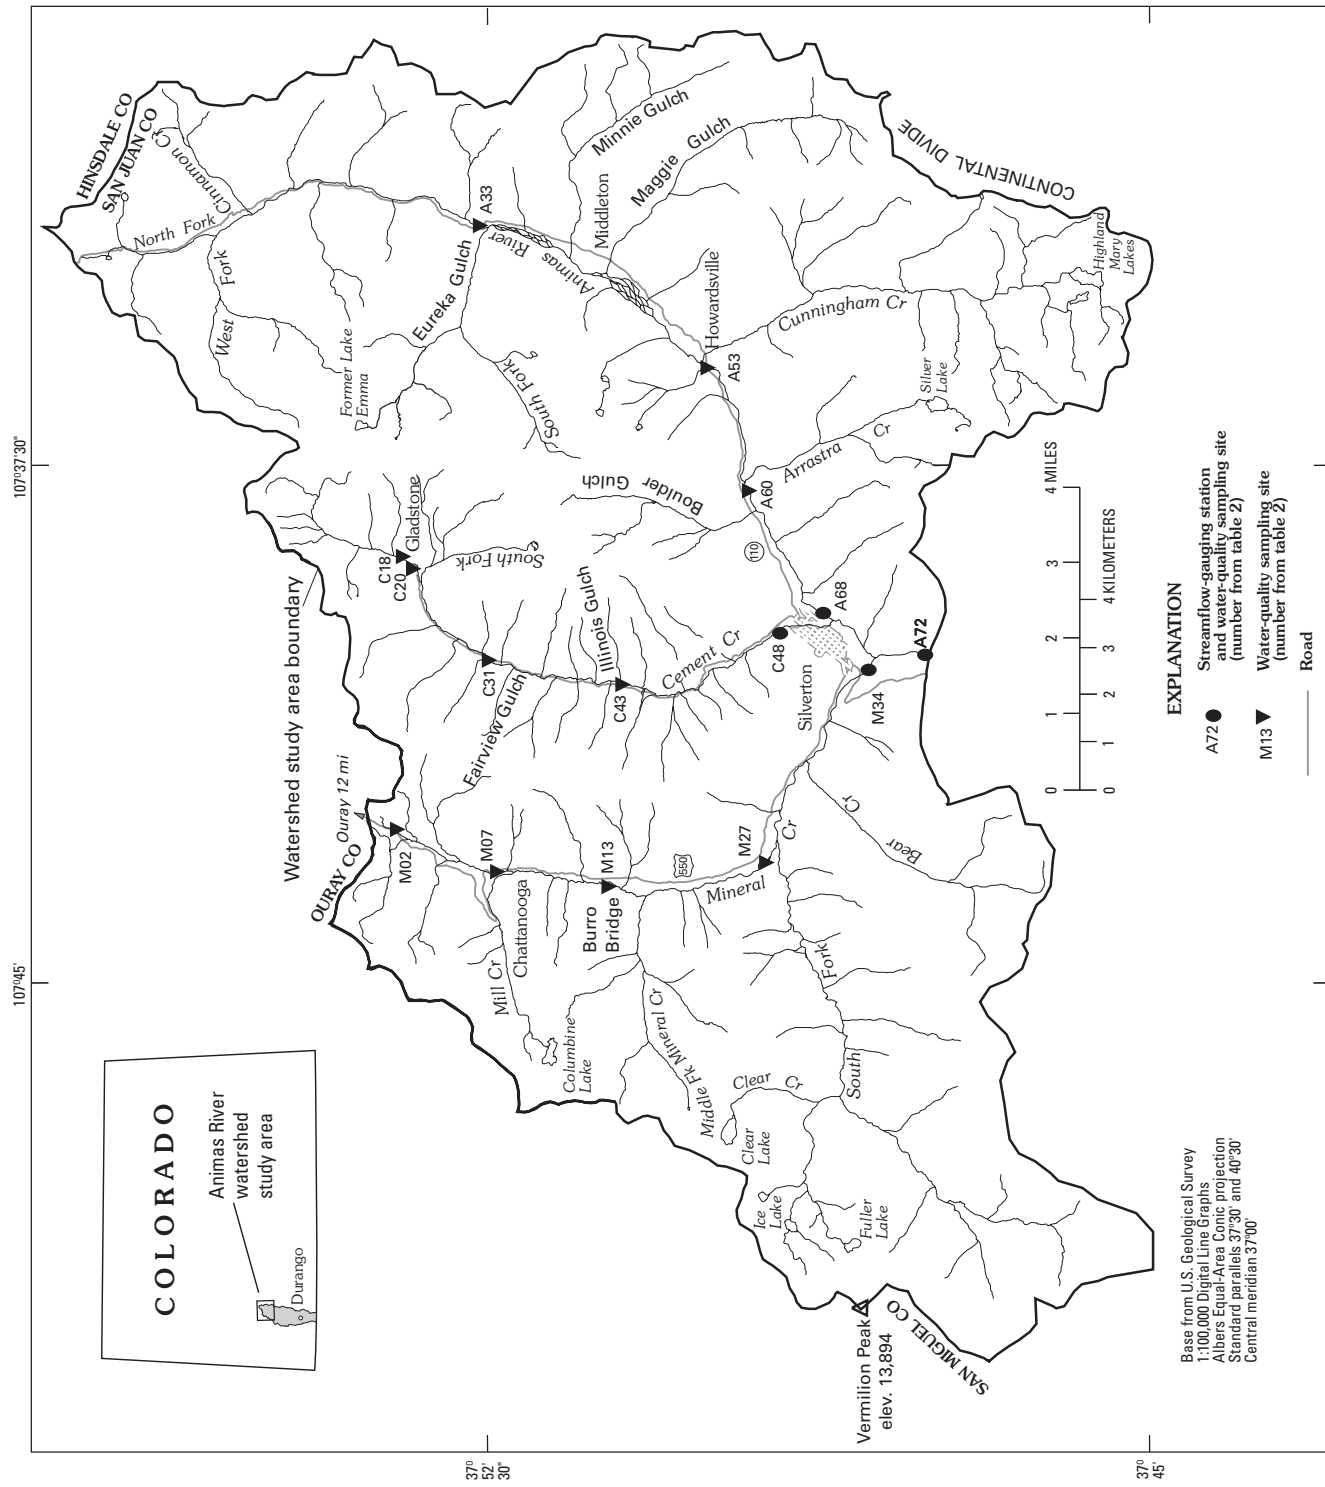 107°37'30"
107°45'
37°
52'
30"
37°
45'
COLORADO
Animas River
watershed
study area
Durango
HINSDALE CO
SAN JUAN CO
OURAY CO
SAN MIGUEL CO
CONTINENTAL DIVIDE
Watershed study area boundary
Ouray 12 mi
Cinnamon Cr
North Fork
West Fork
Former Lake
Emma
Eureka Gulch
South Fork
A33
Animas River
Middleton
Minnie Gulch
Maggie Gulch
Howardsville
A53
Cunningham Cr
Highland
Mary
Lakes
Silver
Lake
Arrastra Cr
A60
Boulder Gulch
110
Gladstone
C18
C20
South Fork
C31
Illinois Gulch
Fairview Gulch
C43
Cement Cr
C48
A68
Silverton
A72
M34
M02
M07
Chattanooga
Mill Cr
M13
Burro
Bridge
550
M27
Mineral Cr
Bear Cr
Columbine
Lake
Middle Fk Mineral Cr
Clear Cr
Clear
Lake
South Fork
Ice
Lake
Fuller
Lake
Vermilion Peak
elev. 13,894
0 1 2 3 4 MILES
0 1 2 3 4 KILOMETERS
EXPLANATION
A72 Streamflow-gauging station
and water-quality sampling site
(number from table 2)
M13 Water-quality sampling site
(number from table 2)
Road
Base from U.S. Geological Survey
1:100,000 Digital Line Graphs
Albers Equal-Area Conic projection
Standard parallels 37°30' and 40°30'
Central meridian 37°00'